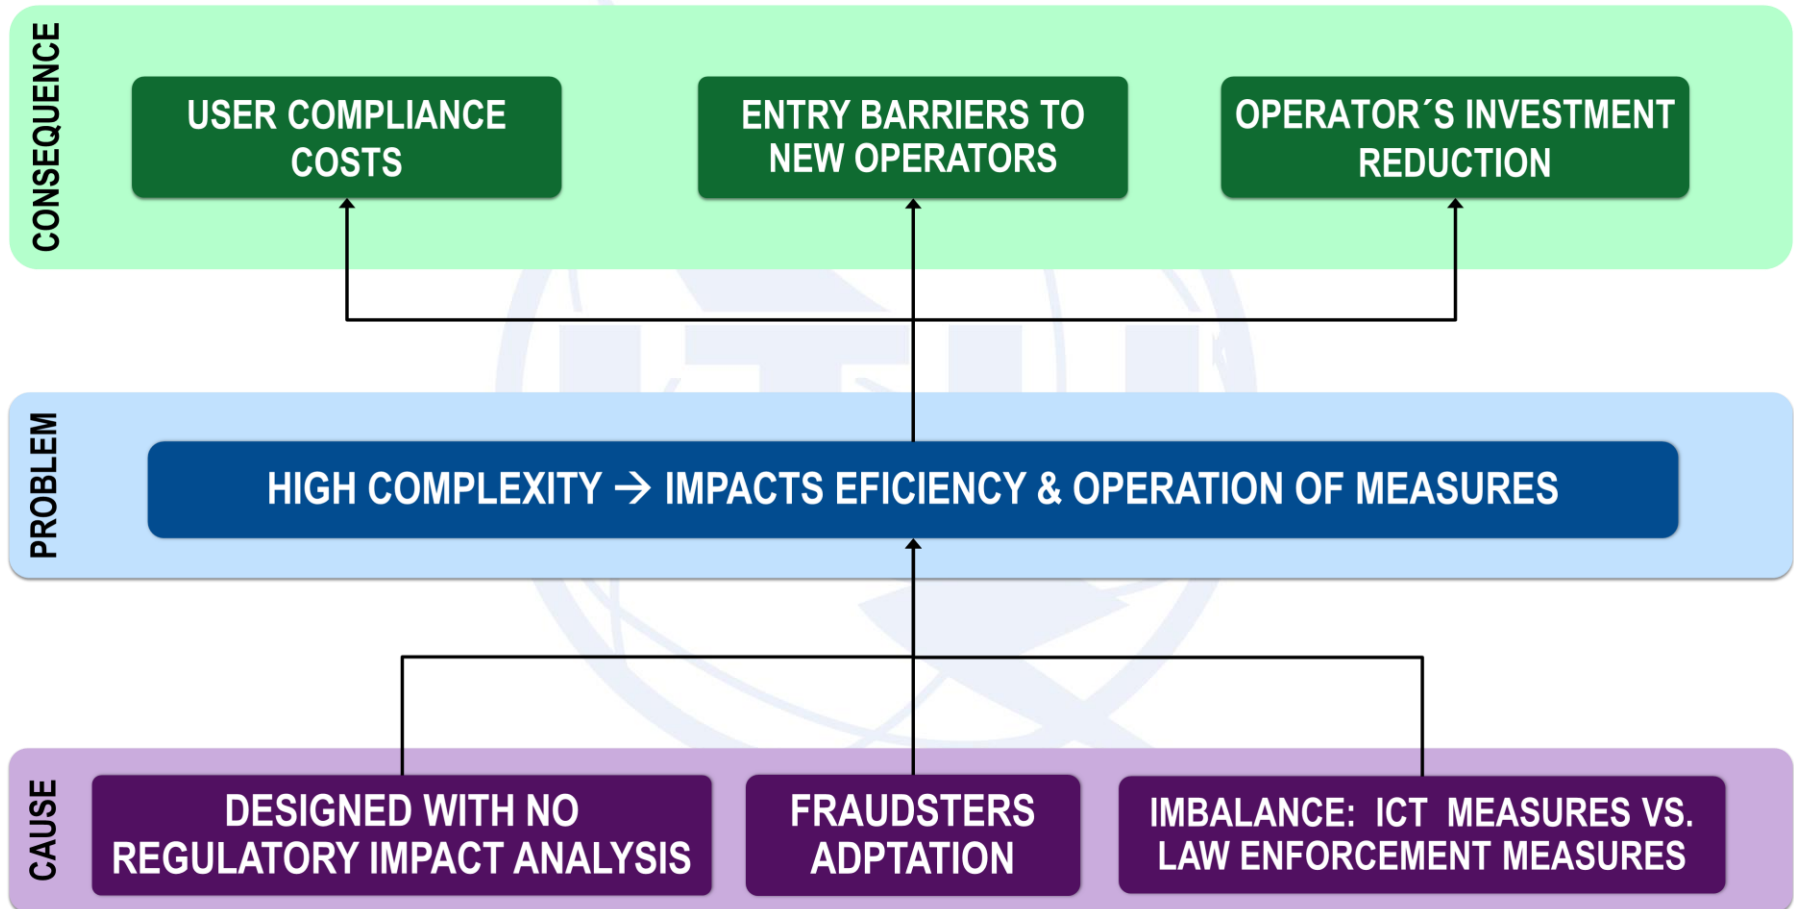 CONSEQUENCE
USER COMPLIANCE
COSTS
ENTRY BARRIERS TO
NEW OPERATORS
OPERATOR´S INVESTMENT
REDUCTION
PROBLEM
HIGH COMPLEXITY → IMPACTS EFICIENCY & OPERATION OF MEASURES
CAUSE
DESIGNED WITH NO
REGULATORY IMPACT ANALYSIS
FRAUDSTERS
ADPTATION
IMBALANCE: ICT MEASURES VS.
LAW ENFORCEMENT MEASURES
ITU